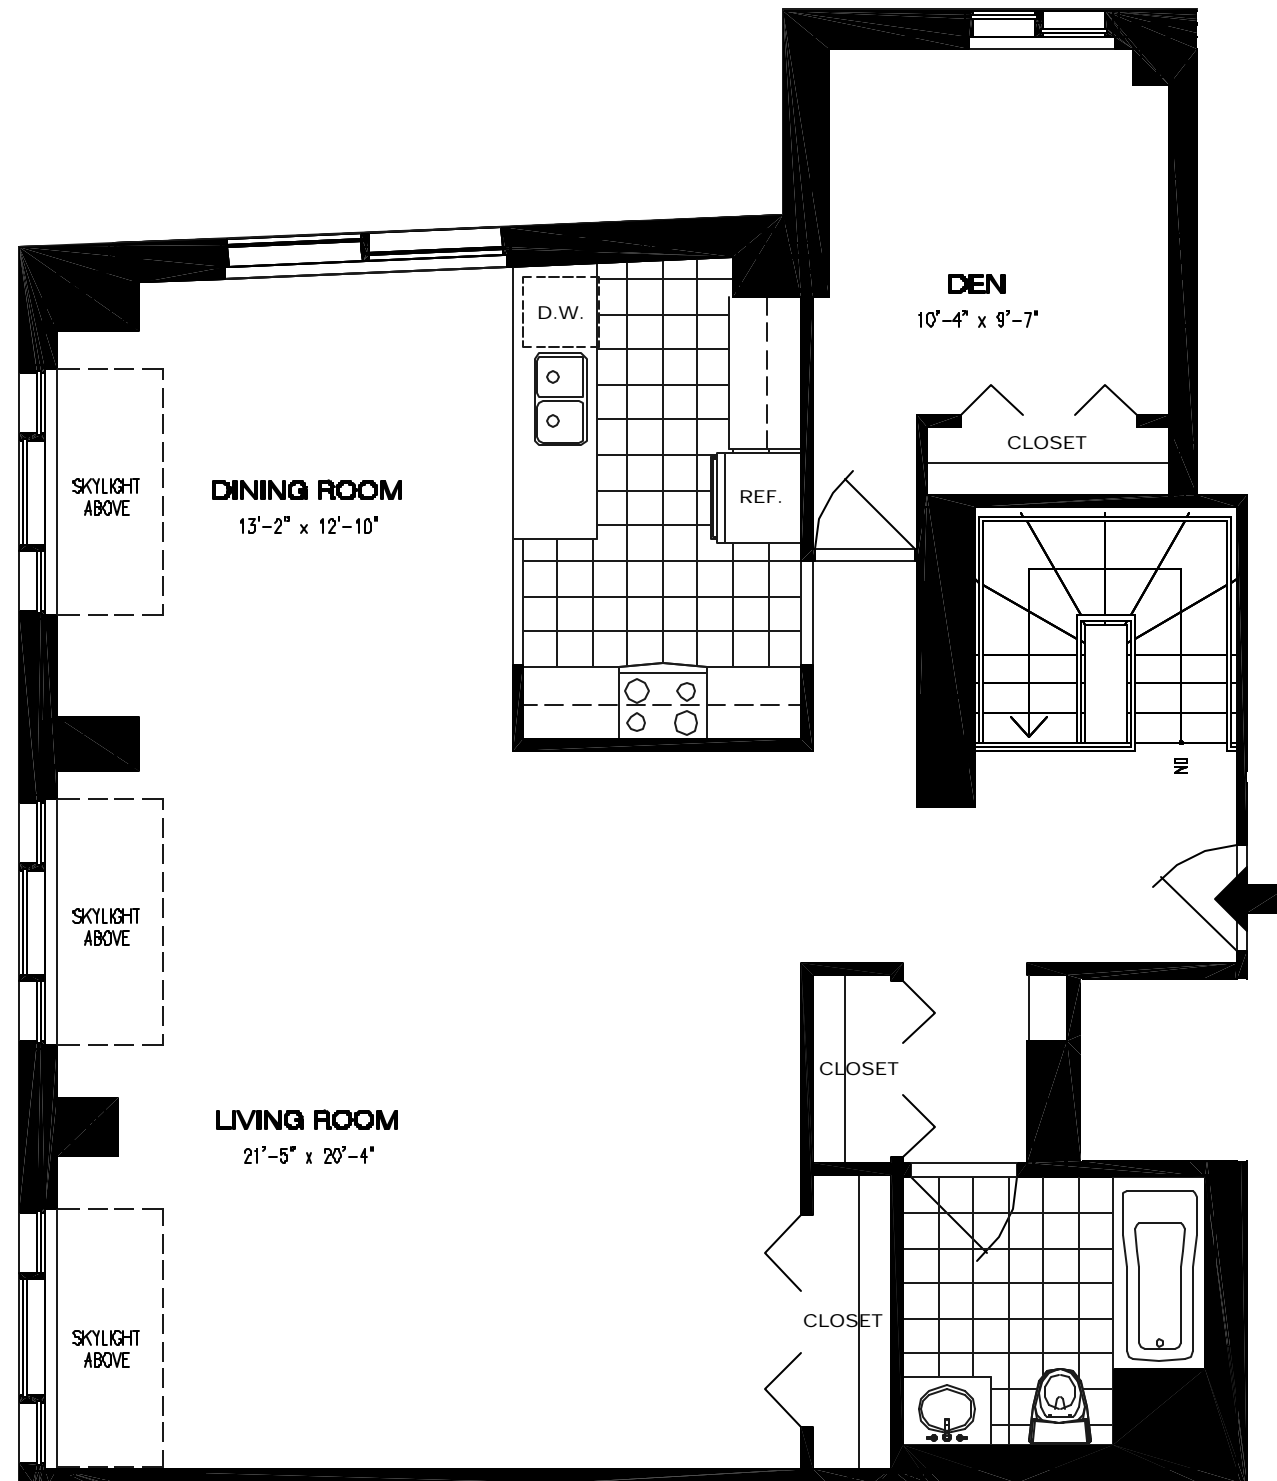 D.W.
DEN
10'-4" x 9'-7"
CLOSET
SKYLIGHT
ABOVE
DINING ROOM
13'-2" x 12'-10"
REF.
DN
SKYLIGHT
ABOVE
CLOSET
LIVING ROOM
21'-5" x 20'-4"
CLOSET
SKYLIGHT
ABOVE